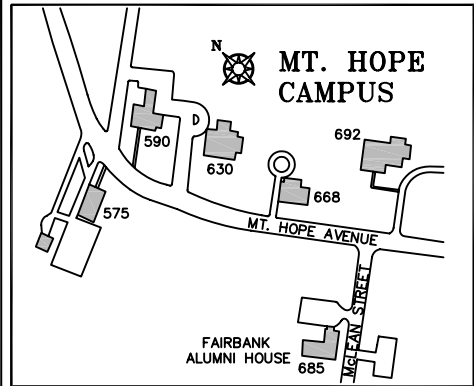 N
MT. HOPE
CAMPUS
590
630
692
668
575
MT. HOPE AVENUE
McLEAN STREET
FAIRBANK
ALUMNI HOUSE
685